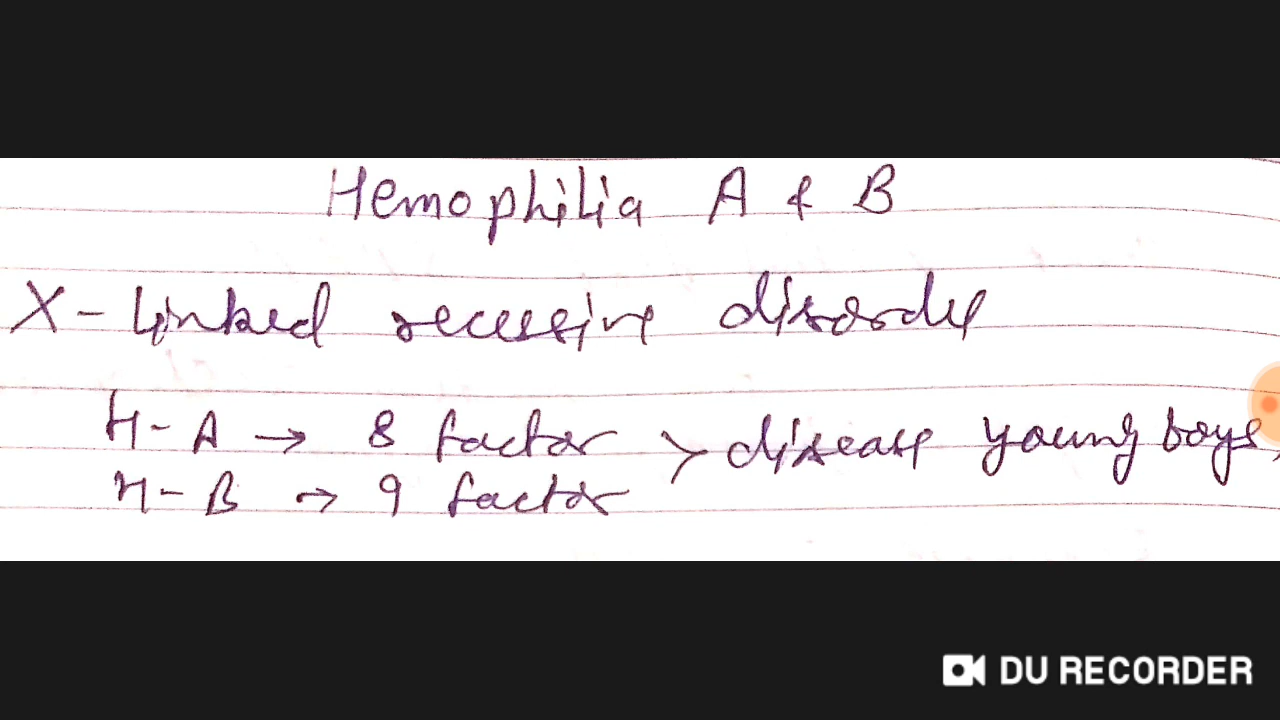 Hemophilia A & B
X-linked recessive disorder
H-A → 8 factor > disease young boys,
H-B → 9 factor
DU RECORDER